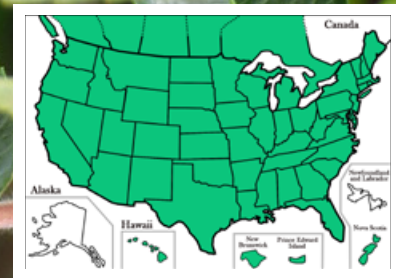 Canada
Newfoundland
and Labrador
Alaska
Hawaii
New
Brunswick
Prince Edward
Island
Nova Scotia